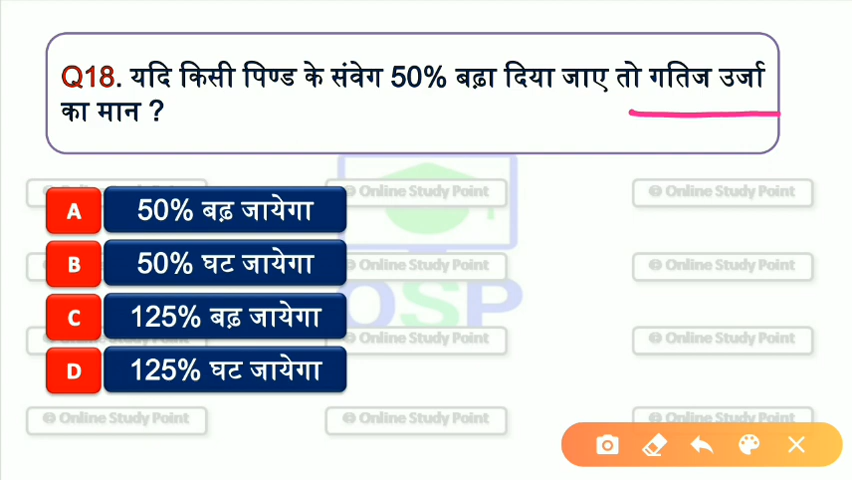 Q18. यदि किसी पिण्ड के संवेग 50% बढ़ा दिया जाए तो गतिज उर्जा
का मान ?
© Online Study Point
© Online Study Point
A 50% बढ़ जायेगा
B 50% घट जायेगा
© Online Study Point
© Online Study Point
OSP
C 125% बढ़ जायेगा
© Online Study Point
© Online Study Point
D 125% घट जायेगा
© Online Study Point
© Online Study Point
© Online Study Point